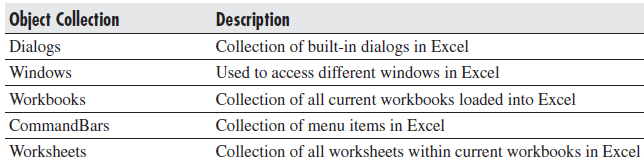 Object Collection Description
Dialogs Collection of built-in dialogs in Excel
Windows Used to access different windows in Excel
Workbooks Collection of all current workbooks loaded into Excel
CommandBars Collection of menu items in Excel
Worksheets Collection of all worksheets within current workbooks in Excel